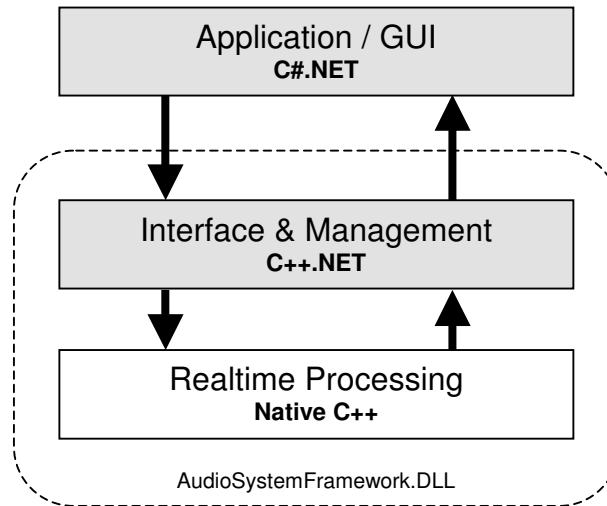 Application / GUI
C#.NET
Interface & Management
C++.NET
Realtime Processing
Native C++
AudioSystemFramework.DLL